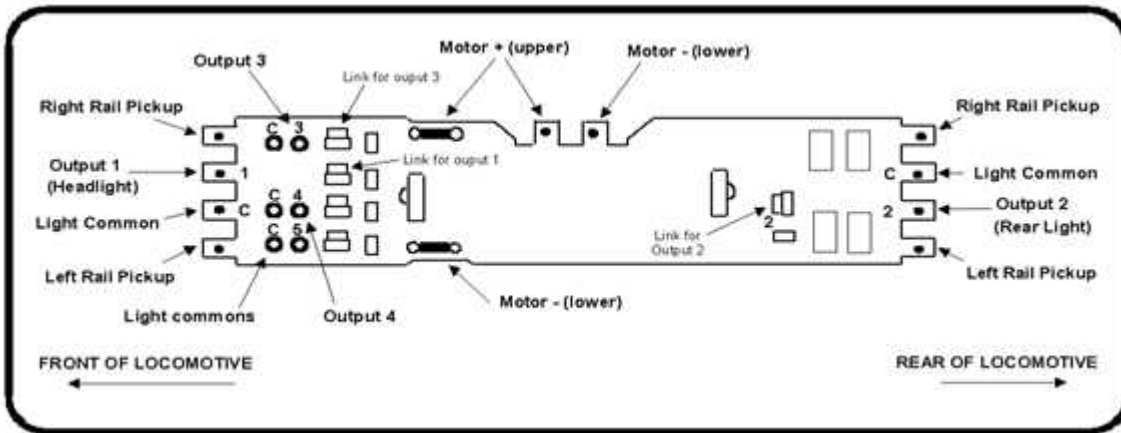 Motor + (upper)
Motor - (lower)
Output 3
Link for ouput 3
Right Rail Pickup
Right Rail Pickup
C 3
Output 1
(Headlight)
1
Link for ouput 1
C
Light Common
Light Common
C
C 4
2
Output 2
(Rear Light)
2
Link for
Output 2
C 5
Left Rail Pickup
Left Rail Pickup
Light commons
Output 4
Motor - (lower)
FRONT OF LOCOMOTIVE
REAR OF LOCOMOTIVE